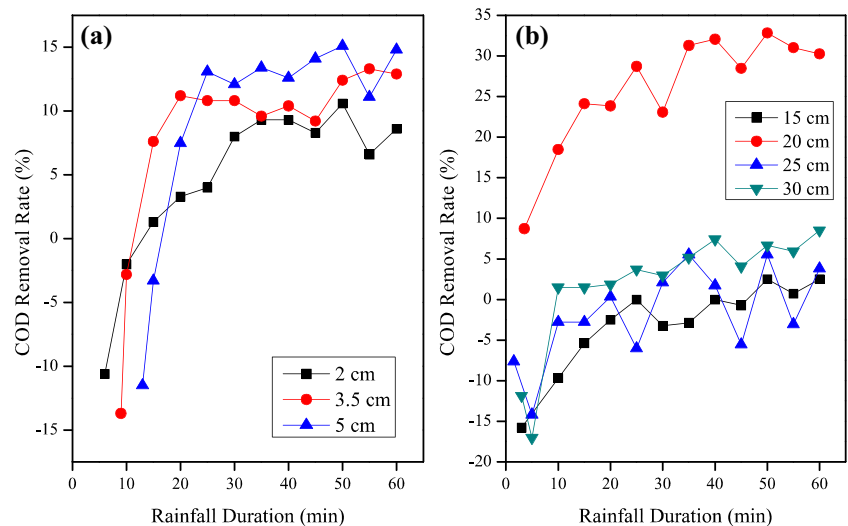 (a)
COD Removal Rate (%)
15
10
5
0
-5
-10
-15
0
10
20
30
40
50
60
Rainfall Duration (min)
2 cm
3.5 cm
5 cm
(b)
COD Removal Rate (%)
35
30
25
20
15
10
5
0
-5
-10
-15
-20
0
10
20
30
40
50
60
Rainfall Duration (min)
15 cm
20 cm
25 cm
30 cm